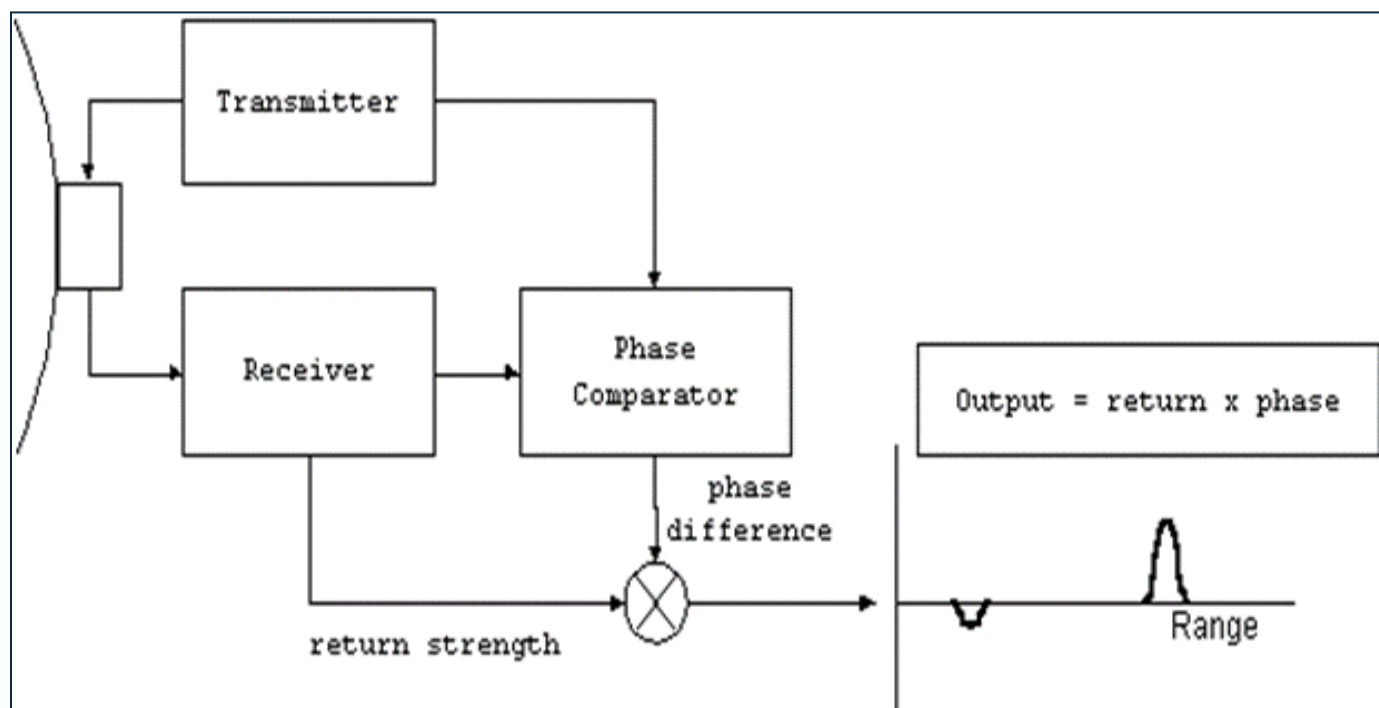 Transmitter
Receiver
Phase
Comparator
Output = return x phase
phase
difference
return strength
Range